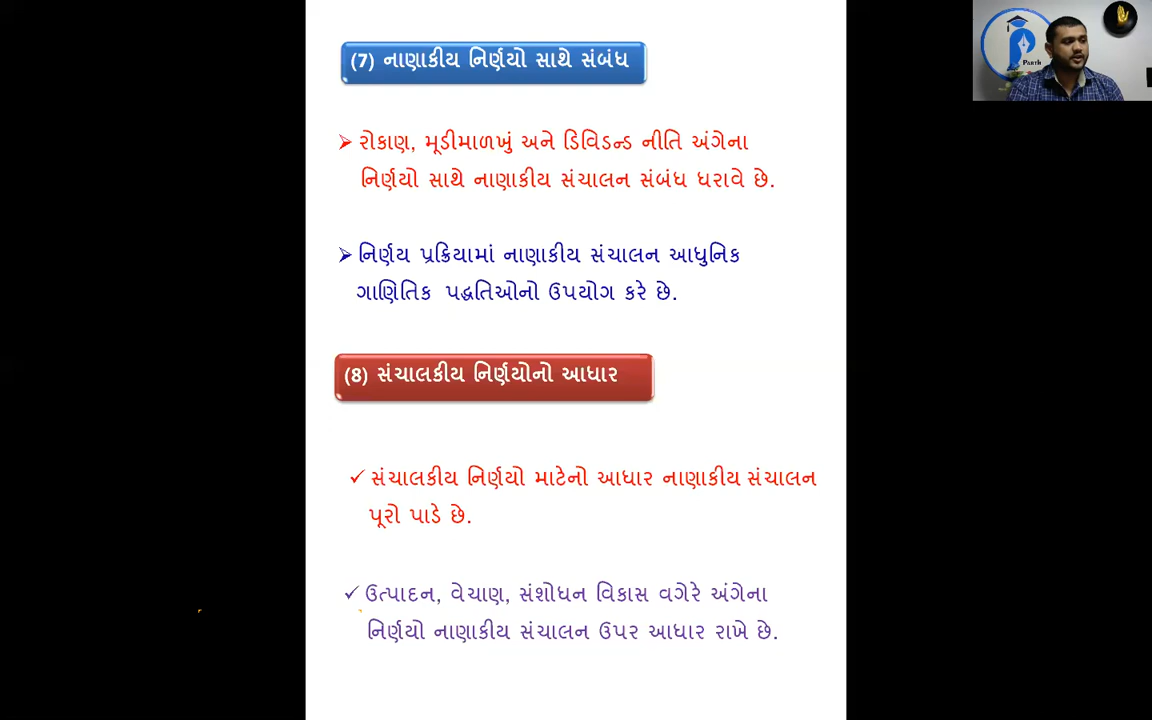 (7) નાણાકીય નિર્ણયો સાથે સંબંધ
Parth
➢ રોકાણ, મૂડીમાળખું અને ડિવિડન્ડ નીતિ અંગેના
નિર્ણયો સાથે નાણાકીય સંચાલન સંબંધ ધરાવે છે.
➢ નિર્ણય પ્રક્રિયામાં નાણાકીય સંચાલન આધુનિક
ગાણિતિક પદ્ધતિઓનો ઉપયોગ કરે છે.
(8) સંચાલકીય નિર્ણયોનો આધાર
✓ સંચાલકીય નિર્ણયો માટેનો આધાર નાણાકીય સંચાલન
પૂરો પાડે છે.
✓ ઉત્પાદન, વેચાણ, સંશોધન વિકાસ વગેરે અંગેના
નિર્ણયો નાણાકીય સંચાલન ઉપર આધાર રાખે છે.